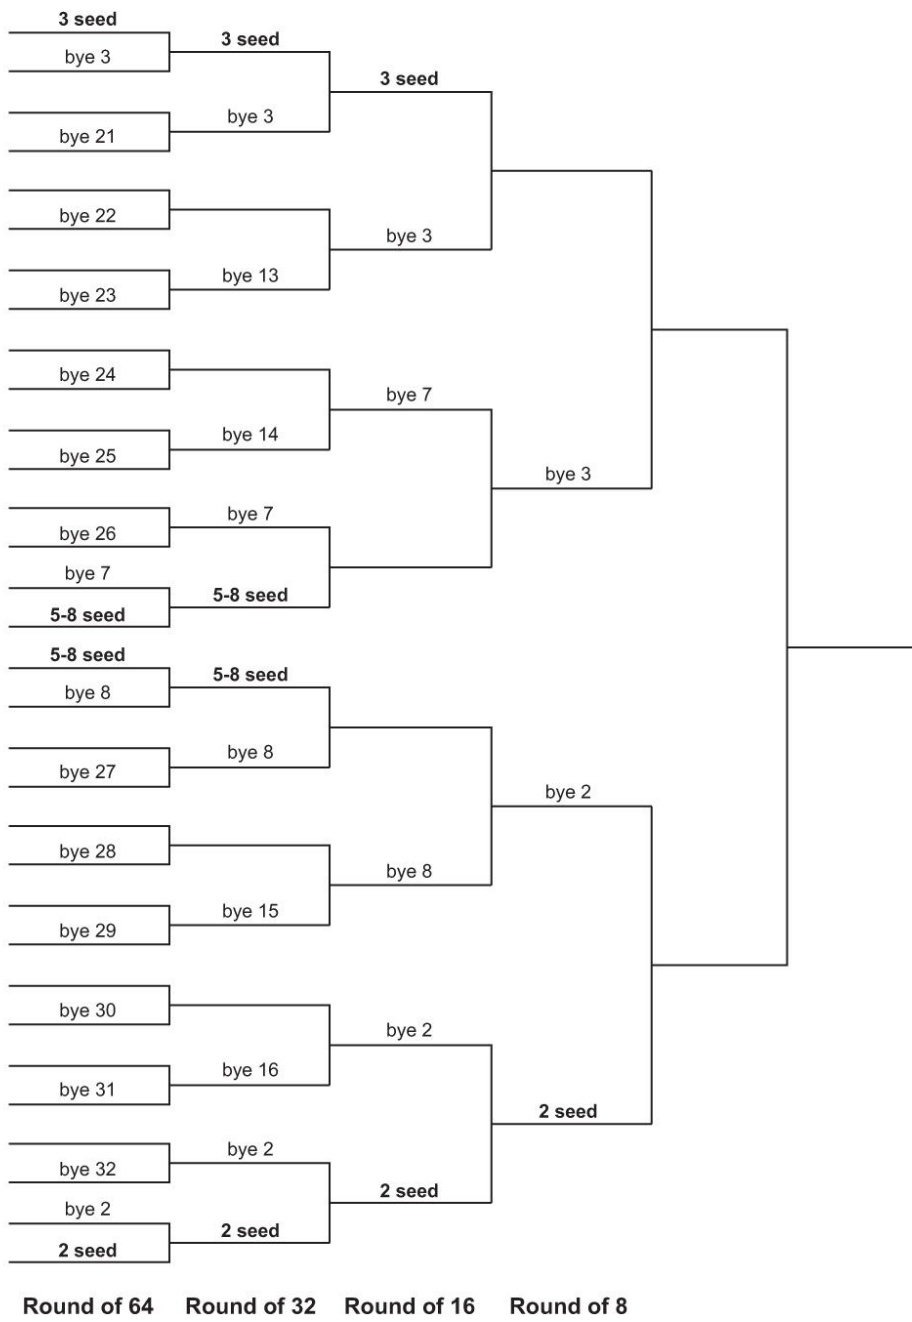 3 seed
3 seed
bye 3
3 seed
bye 3
bye 21
bye 22
bye 3
bye 13
bye 23
bye 24
bye 7
bye 14
bye 25
bye 3
bye 7
bye 26
bye 7
5-8 seed
5-8 seed
5-8 seed
5-8 seed
bye 8
bye 8
bye 27
bye 2
bye 28
bye 8
bye 15
bye 29
bye 30
bye 2
bye 16
bye 31
2 seed
bye 2
bye 32
2 seed
bye 2
2 seed
2 seed
Round of 64 Round of 32 Round of 16 Round of 8